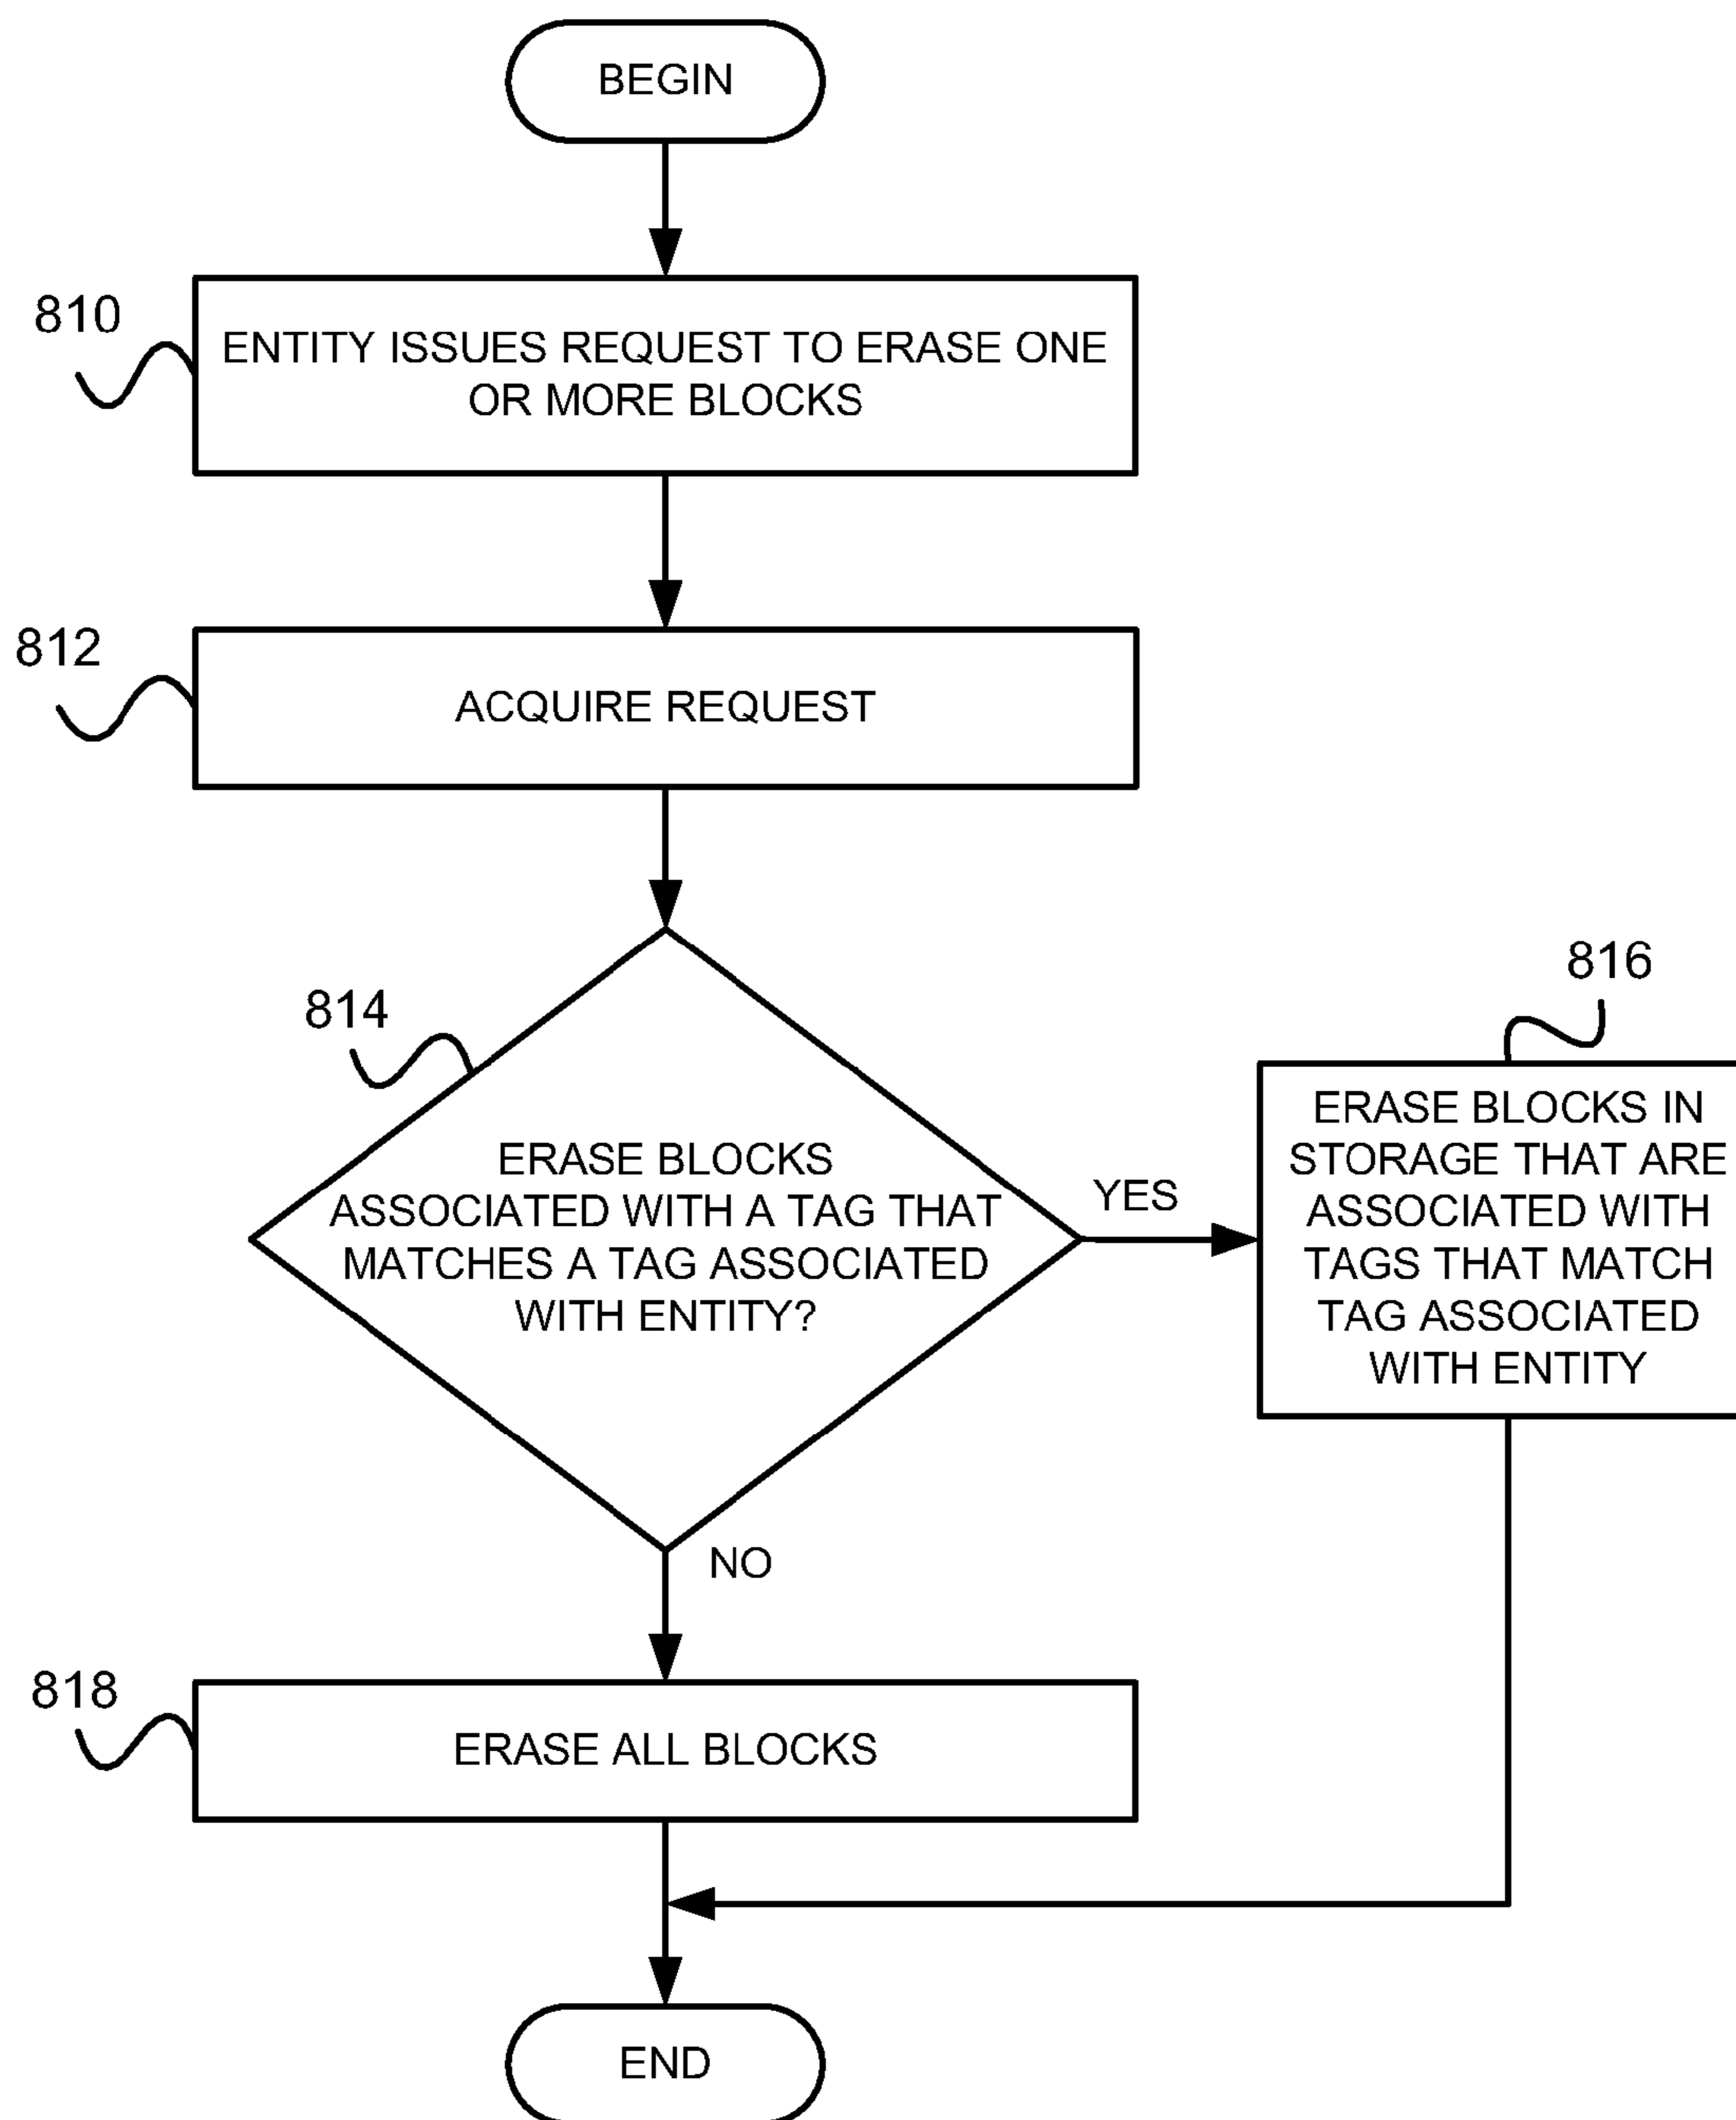 BEGIN
810
ENTITY ISSUES REQUEST TO ERASE ONE
OR MORE BLOCKS
812
ACQUIRE REQUEST
814
ERASE BLOCKS
ASSOCIATED WITH A TAG THAT
MATCHES A TAG ASSOCIATED
WITH ENTITY?
YES
816
ERASE BLOCKS IN
STORAGE THAT ARE
ASSOCIATED WITH
TAGS THAT MATCH
TAG ASSOCIATED
WITH ENTITY
NO
818
ERASE ALL BLOCKS
END